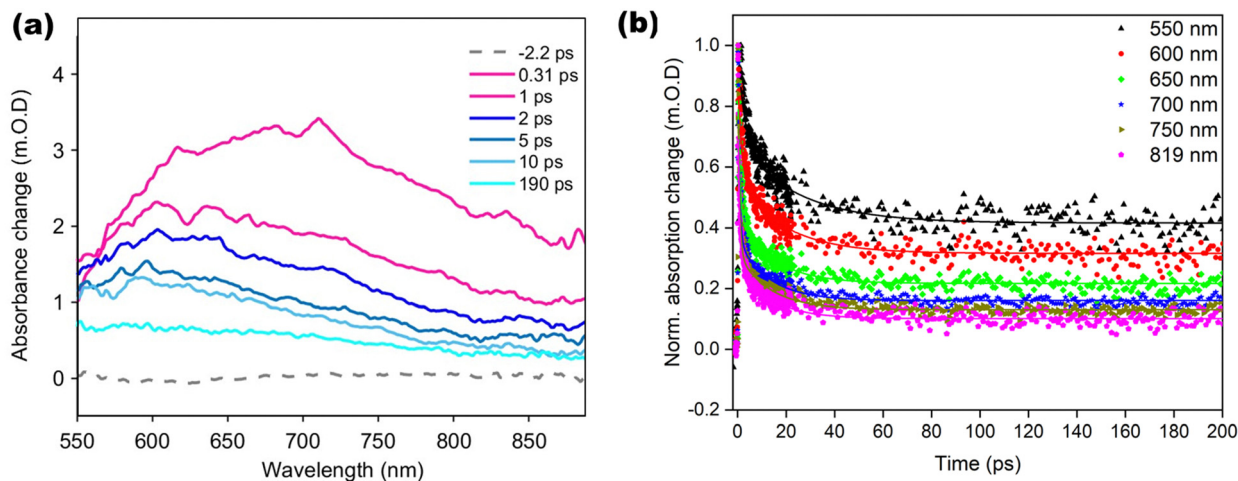 (a)
Absorbance change (m.O.D)
4
3
2
1
0
550 600 650 700 750 800 850
Wavelength (nm)
-2.2 ps
0.31 ps
1 ps
2 ps
5 ps
10 ps
190 ps
(b)
Norm. absorption change (m.O.D)
1.0
0.8
0.6
0.4
0.2
0.0
-0.2
0 20 40 60 80 100 120 140 160 180 200
Time (ps)
550 nm
600 nm
650 nm
700 nm
750 nm
819 nm